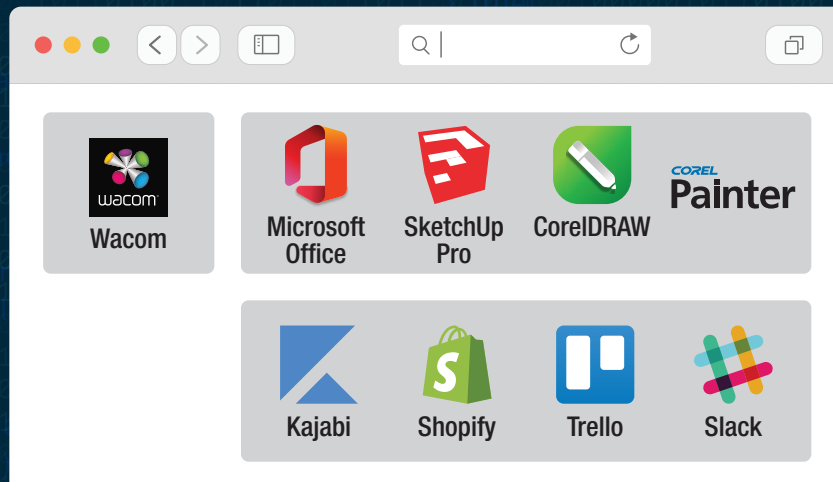 wacom
Wacom
Microsoft
Office
SketchUp
Pro
CorelDRAW
COREL
Painter
Kajabi
S
Shopify
Trello
Slack